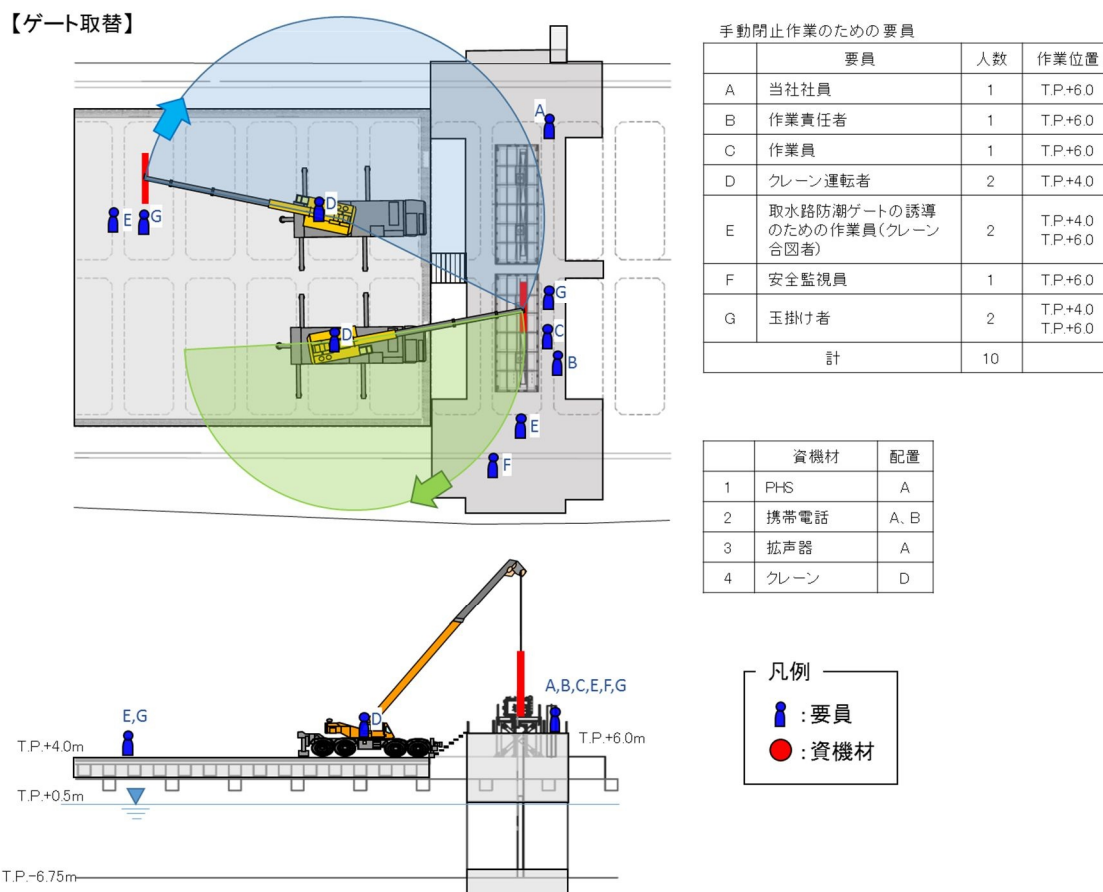 【ゲート取替】
A
E
G
D
G
D
C
B
E
F
手動閉止作業のための要員
要員 人数 作業位置
A 当社社員 1 T.P.+6.0
B 作業責任者 1 T.P.+6.0
C 作業員 1 T.P.+6.0
D クレーン運転者 2 T.P.+4.0
E 取水路防潮ゲートの誘導 2 T.P.+4.0
のための作業員(クレーン T.P.+6.0
合図者)
F 安全監視員 1 T.P.+6.0
G 玉掛け者 2 T.P.+4.0
T.P.+6.0
計 10
資機材 配置
1 PHS A
2 携帯電話 A、B
3 拡声器 A
4 クレーン D
A,B,C,E,F,G
E,G
D
T.P.+4.0m
T.P.+6.0m
T.P.+0.5m
T.P.-6.75m
凡例
:要員
:資機材